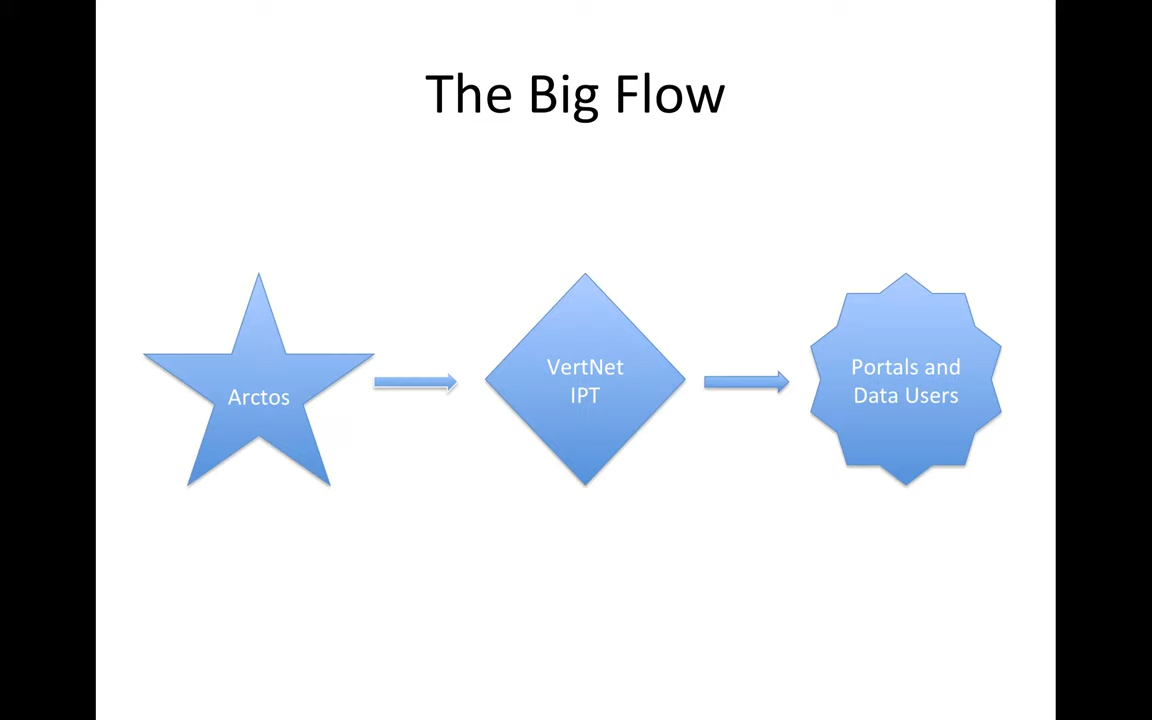 The Big Flow
Arctos
VertNet
IPT
Portals and
Data Users